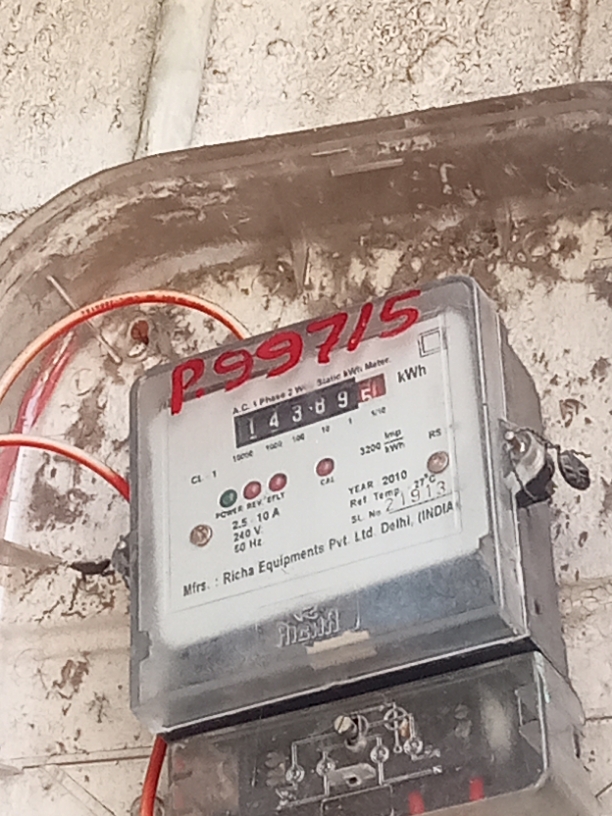 P.997/5
A.C. 1 Phase 2 Wire Static kWh Meter.
1 4 3 8 9 kWh
10000 1000 100 10 1 1/10
CL. 1
3200 Imp/kWh
RS
POWER REV EFLT CAL
2.5 - 10 A
240 V.
50 Hz.
YEAR 2010
Ref Temp. 27°C
SL No. 21913
Mfrs. : Richa Equipments Pvt. Ltd. Delhi, (INDIA)